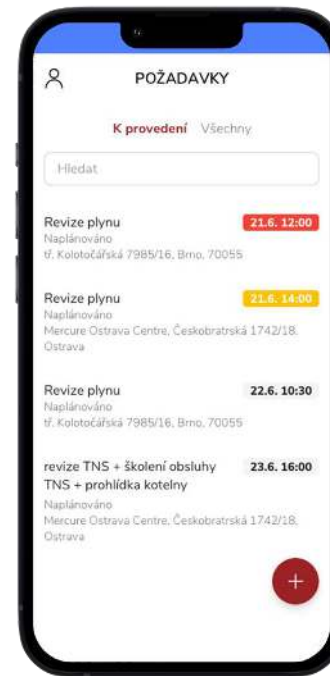 POŽADAVKY
K provedení Všechny
Hledat
Revize plynu 21.6. 12:00
Naplánováno
tř. Kolotočářská 7985/16, Brno, 70055
Revize plynu 21.6. 14:00
Naplánováno
Mercure Ostrava Centre, Českobratrská 1742/18,
Ostrava
Revize plynu 22.6. 10:30
Naplánováno
tř. Kolotočářská 7985/16, Brno, 70055
revize TNS + školení obsluhy 23.6. 16:00
TNS + prohlídka kotelny
Naplánováno
Mercure Ostrava Centre, Českobratrská 1742/18,
Ostrava